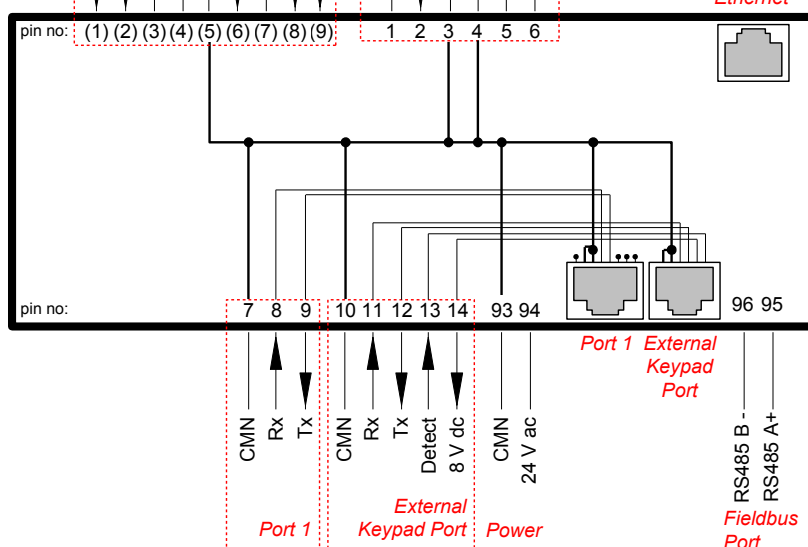 Ethernet
pin no: (1) (2) (3) (4) (5) (6) (7) (8) (9) 1 2 3 4 5 6
pin no: 7 8 9 10 11 12 13 14 93 94 96 95
Port 1
External
Keypad
Port
CMN
Rx
Tx
CMN
Rx
Tx
Detect
8 V dc
CMN
24 V ac
RS485 B -
RS485 A+
Port 1
External
Keypad Port
Power
Fieldbus
Port